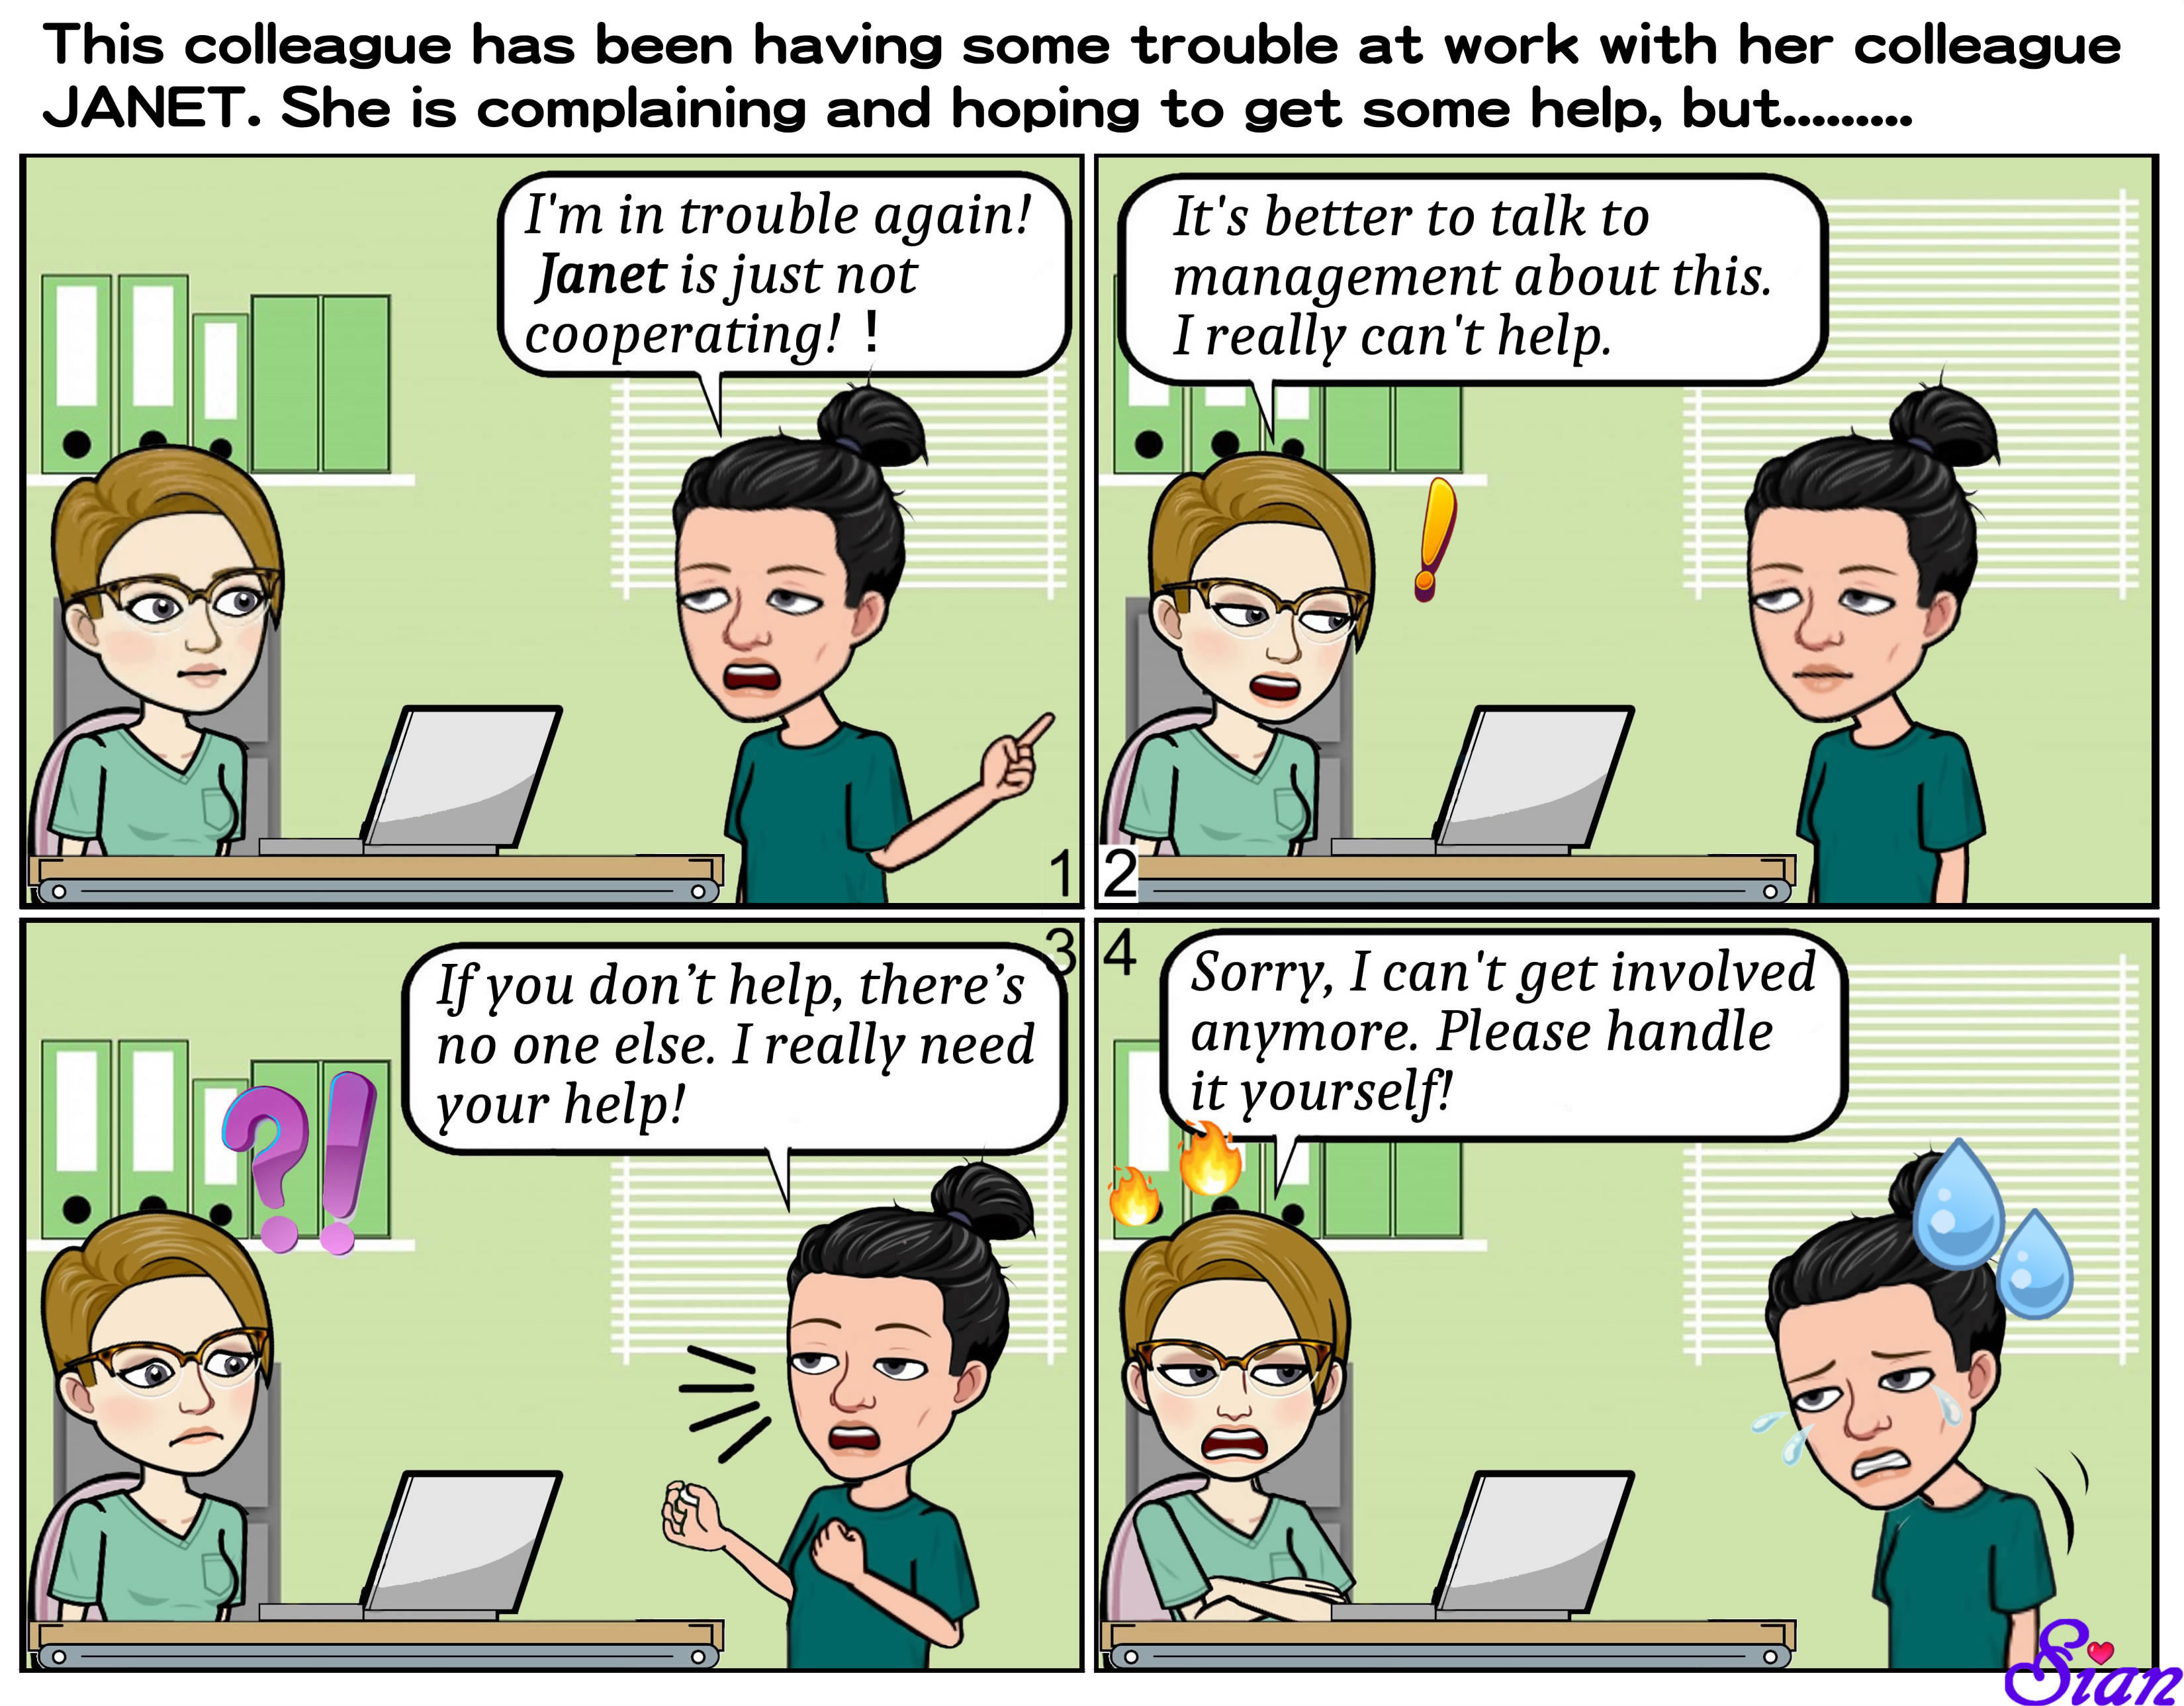 This colleague has been having some trouble at work with her colleague
JANET. She is complaining and hoping to get some help, but.........
I'm in trouble again!
Janet is just not
cooperating! !
1
It's better to talk to
management about this.
I really can't help.
2
3
If you don’t help, there’s
no one else. I really need
your help!
?!
4
Sorry, I can't get involved
anymore. Please handle
it yourself!
Sian